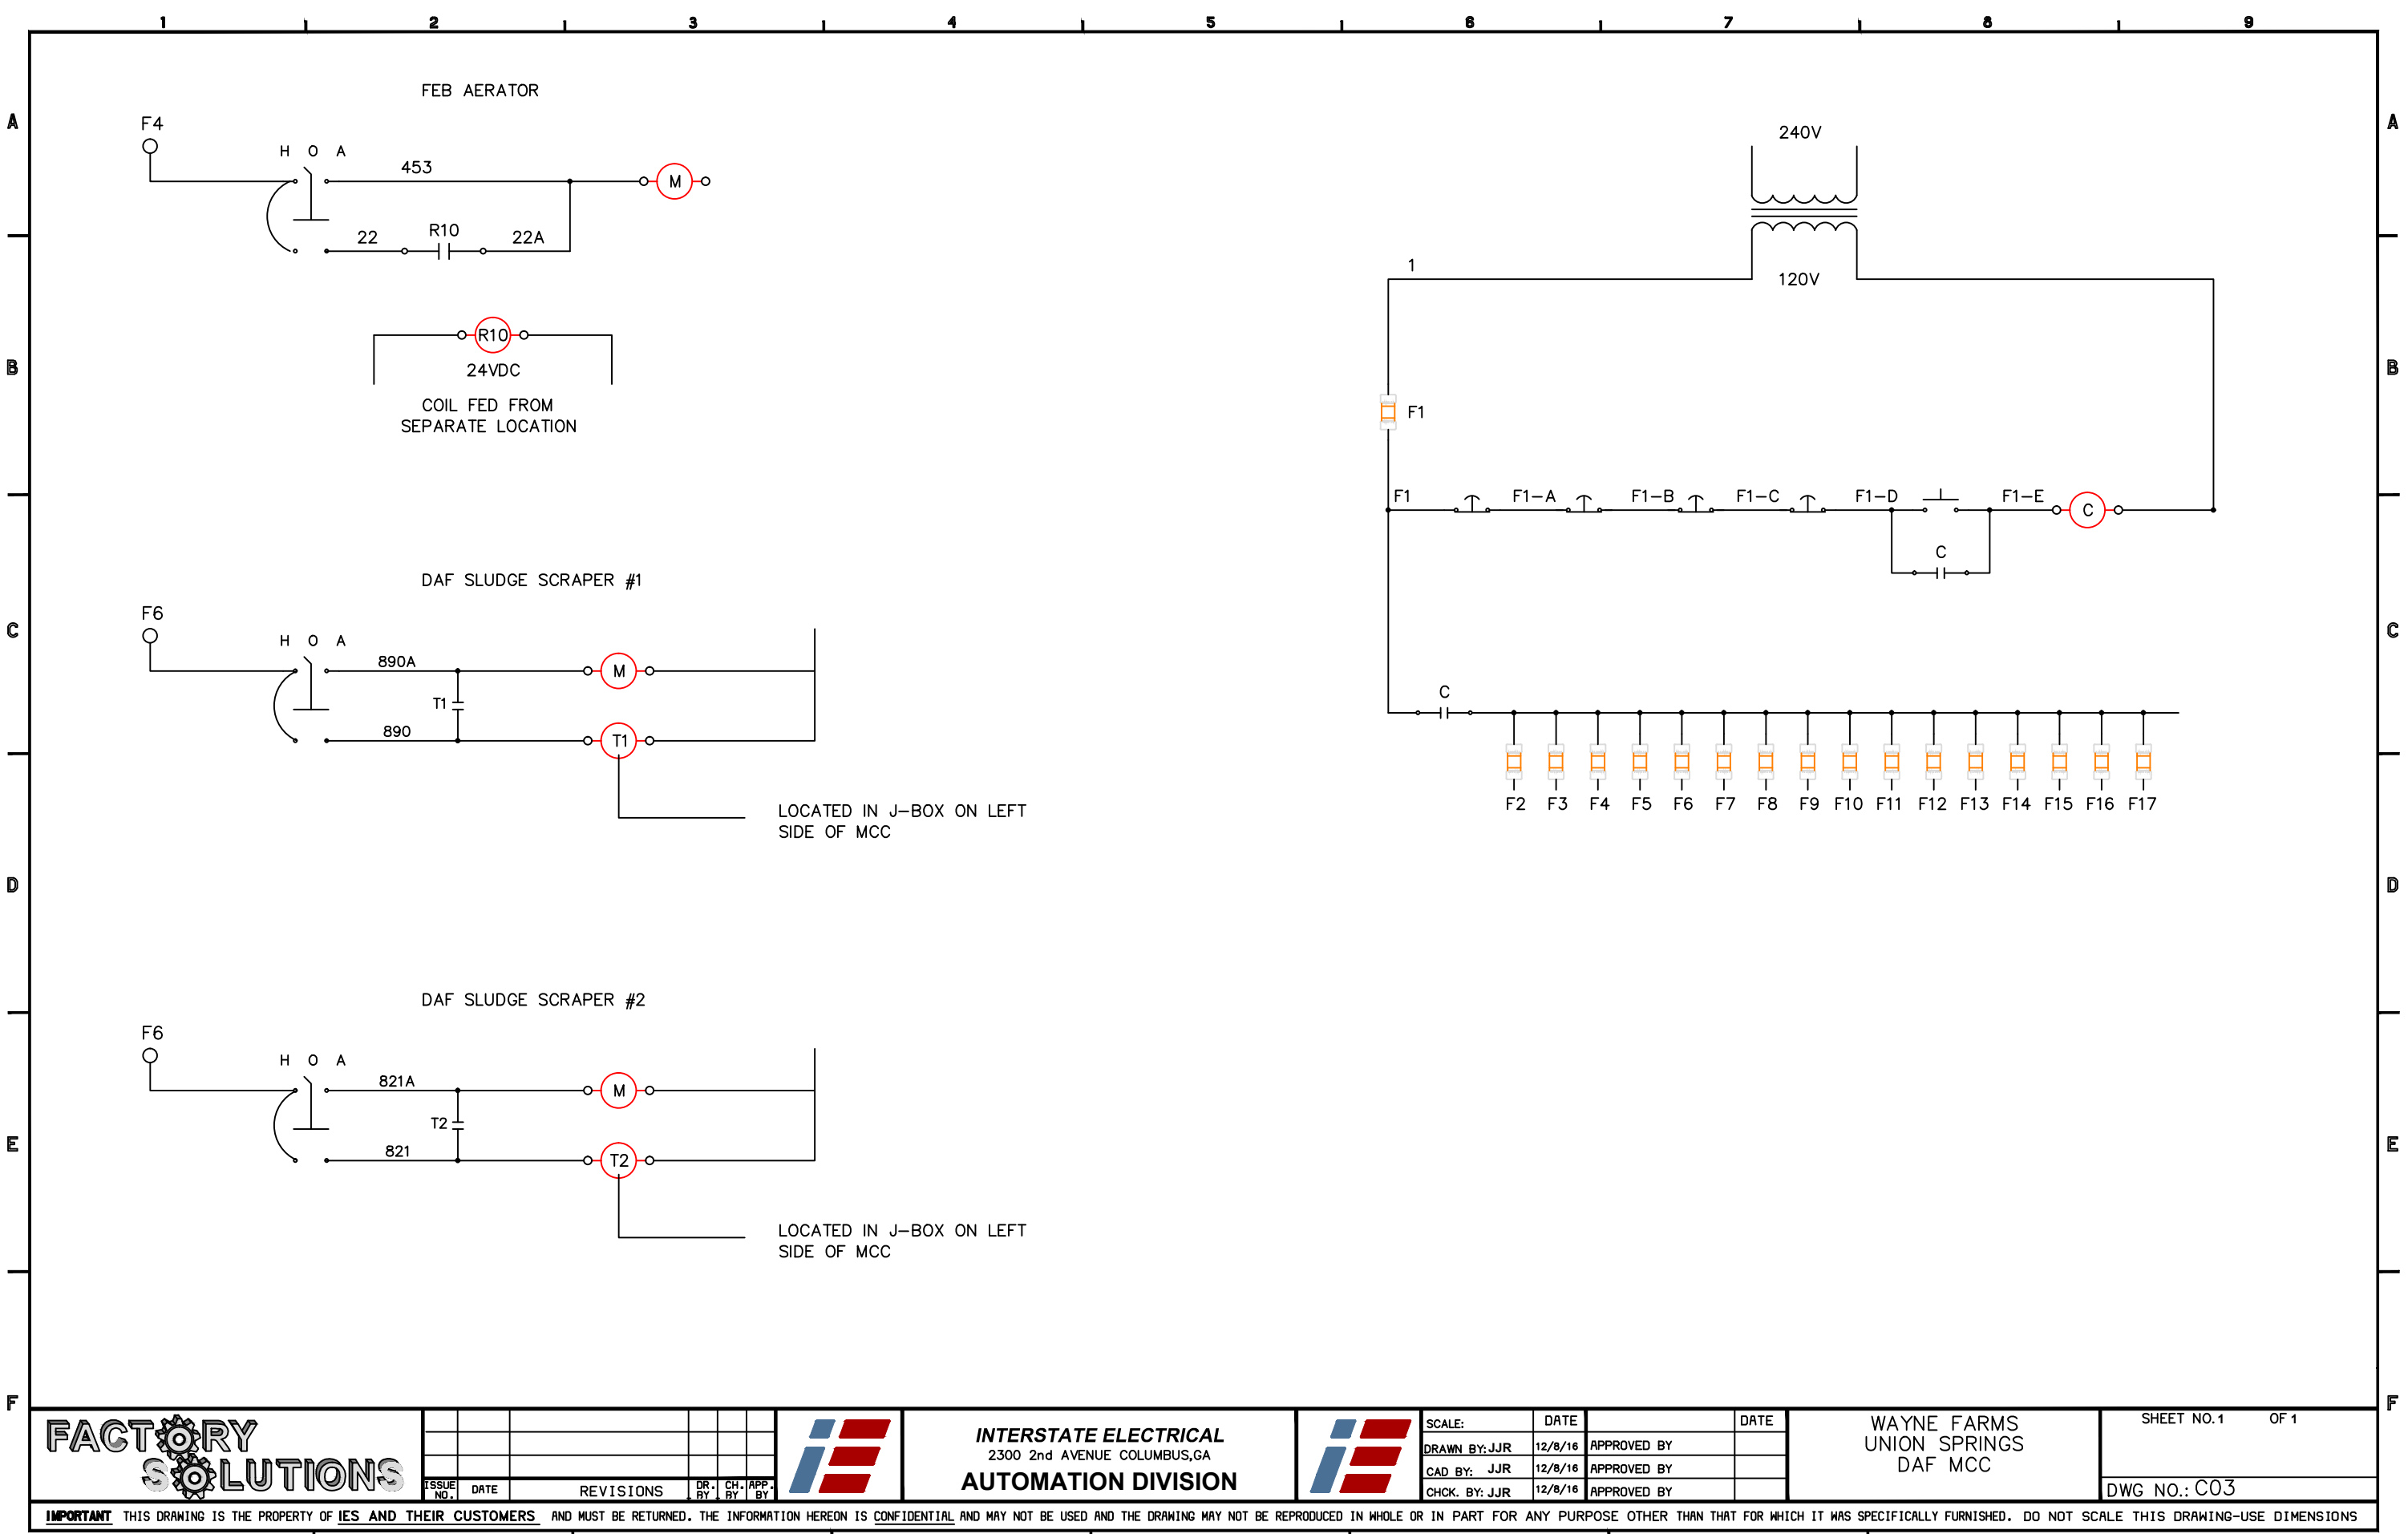 1 2 3 4 5 6 7 8 9
A A
B B
C C
D D
E E
F F
FEB AERATOR
F4
H O A
453
M
22
R10
22A
R10
24VDC
COIL FED FROM
SEPARATE LOCATION
DAF SLUDGE SCRAPER #1
F6
H O A
890A
M
T1
890
T1
LOCATED IN J-BOX ON LEFT
SIDE OF MCC
DAF SLUDGE SCRAPER #2
F6
H O A
821A
M
T2
821
T2
LOCATED IN J-BOX ON LEFT
SIDE OF MCC
240V
1
120V
F1
F1 F1-A F1-B F1-C F1-D F1-E C
C
C
F2 F3 F4 F5 F6 F7 F8 F9 F10 F11 F12 F13 F14 F15 F16 F17
FACTORY
SOLUTIONS
ISSUE NO. DATE REVISIONS DR. BY CH. BY APP. BY
INTERSTATE ELECTRICAL
2300 2nd AVENUE COLUMBUS,GA
AUTOMATION DIVISION
SCALE: DATE DATE
DRAWN BY: JJR 12/8/16 APPROVED BY
CAD BY: JJR 12/8/16 APPROVED BY
CHCK. BY: JJR 12/8/16 APPROVED BY
WAYNE FARMS
UNION SPRINGS
DAF MCC
SHEET NO. 1 OF 1
DWG NO.: C03
IMPORTANT THIS DRAWING IS THE PROPERTY OF IES AND THEIR CUSTOMERS AND MUST BE RETURNED. THE INFORMATION HEREON IS CONFIDENTIAL AND MAY NOT BE USED AND THE DRAWING MAY NOT BE REPRODUCED IN WHOLE OR IN PART FOR ANY PURPOSE OTHER THAN THAT FOR WHICH IT WAS SPECIFICALLY FURNISHED. DO NOT SCALE THIS DRAWING-USE DIMENSIONS